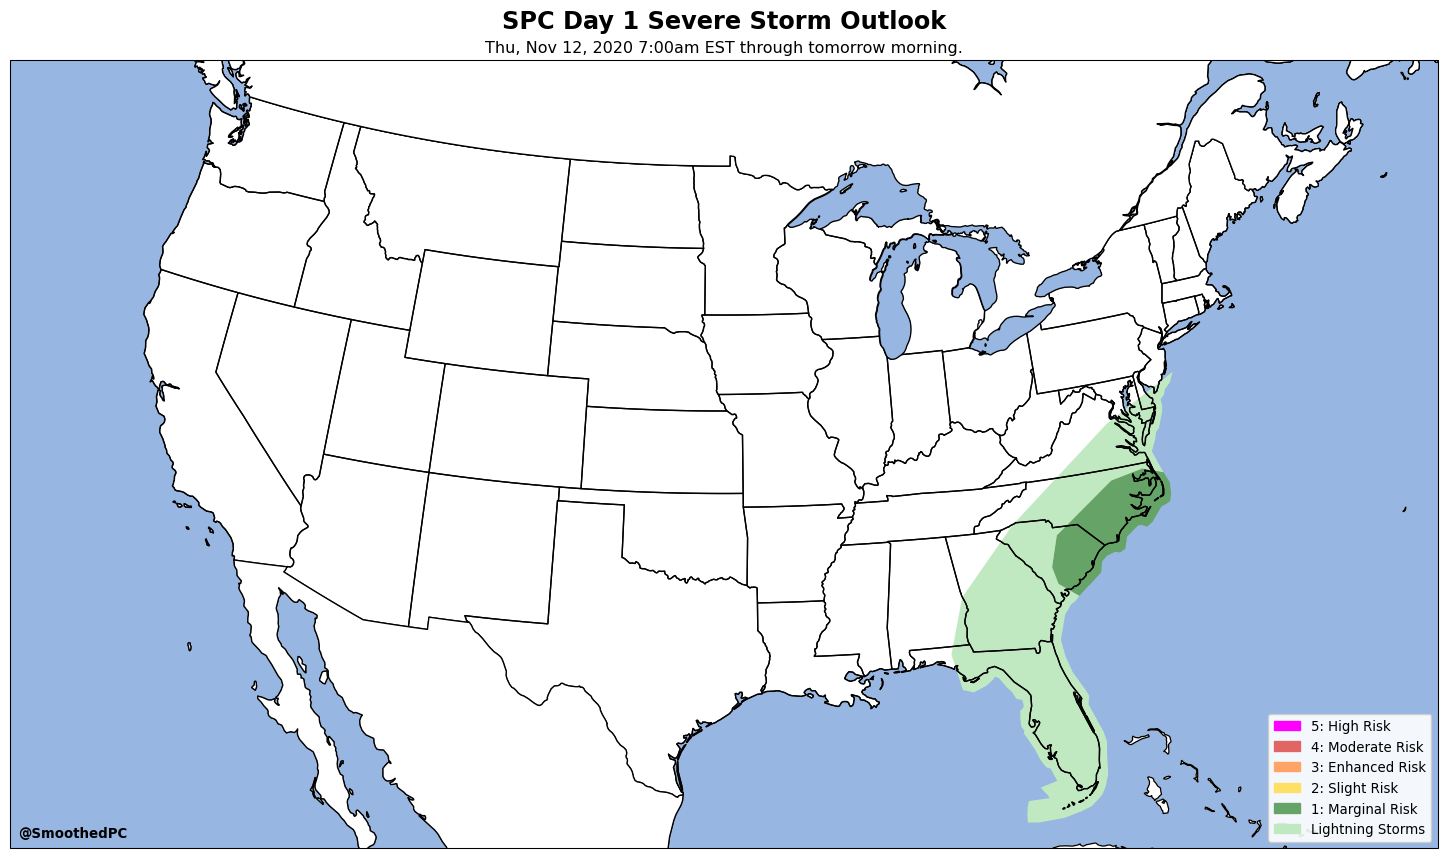 SPC Day 1 Severe Storm Outlook
Thu, Nov 12, 2020 7:00am EST through tomorrow morning.
5: High Risk
4: Moderate Risk
3: Enhanced Risk
2: Slight Risk
1: Marginal Risk
Lightning Storms
@SmoothedPC